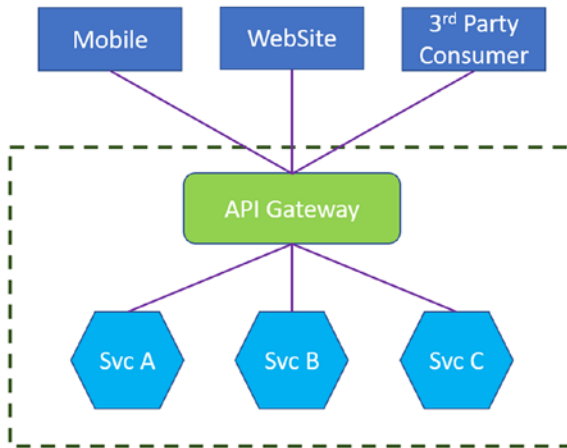 Mobile
WebSite
3rd Party
Consumer
API Gateway
Svc A
Svc B
Svc C